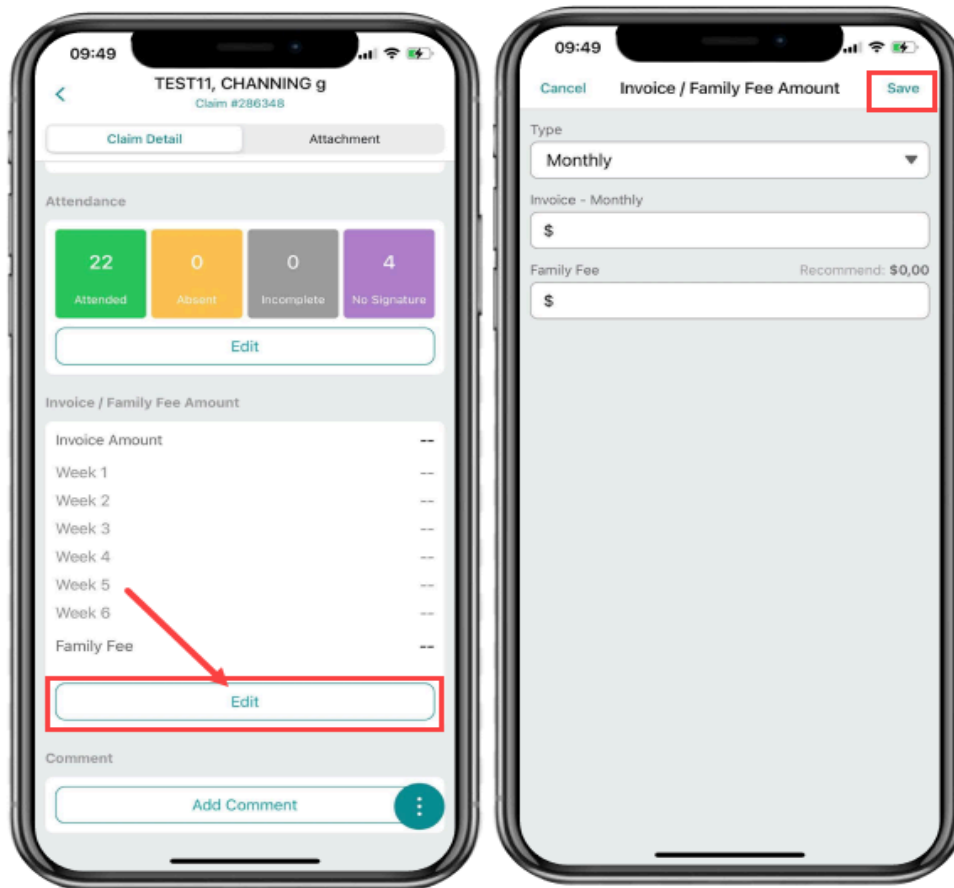 09:49
TEST11, CHANNING g
Claim #286348
Claim Detail
Attachment
Attendance
22
0
0
4
Attended
Absent
Incomplete
No Signature
Edit
Invoice / Family Fee Amount
Invoice Amount --
Week 1 --
Week 2 --
Week 3 --
Week 4 --
Week 5 --
Week 6 --
Family Fee --
Edit
Comment
Add Comment
09:49
Cancel
Invoice / Family Fee Amount
Save
Type
Monthly
Invoice - Monthly
$
Family Fee
Recommend: $0,00
$